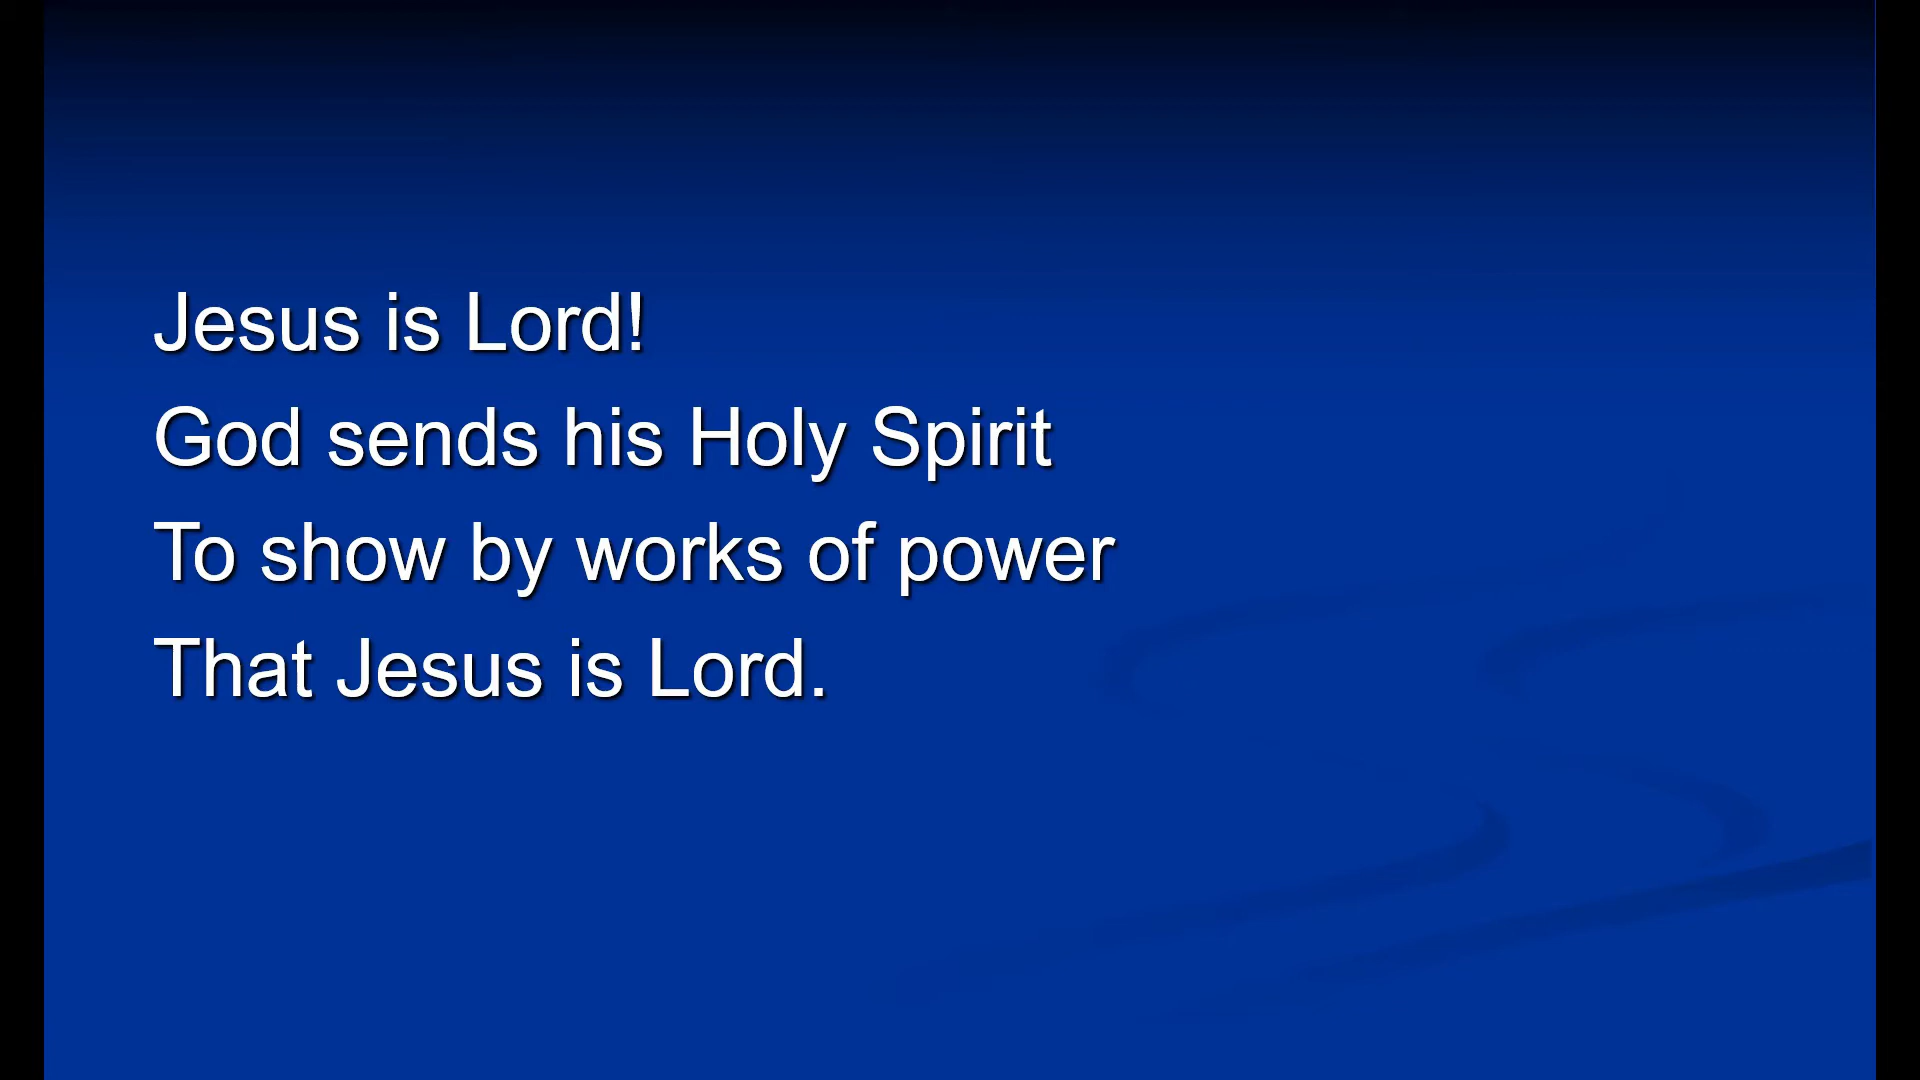 Jesus is Lord!
God sends his Holy Spirit
To show by works of power
That Jesus is Lord.